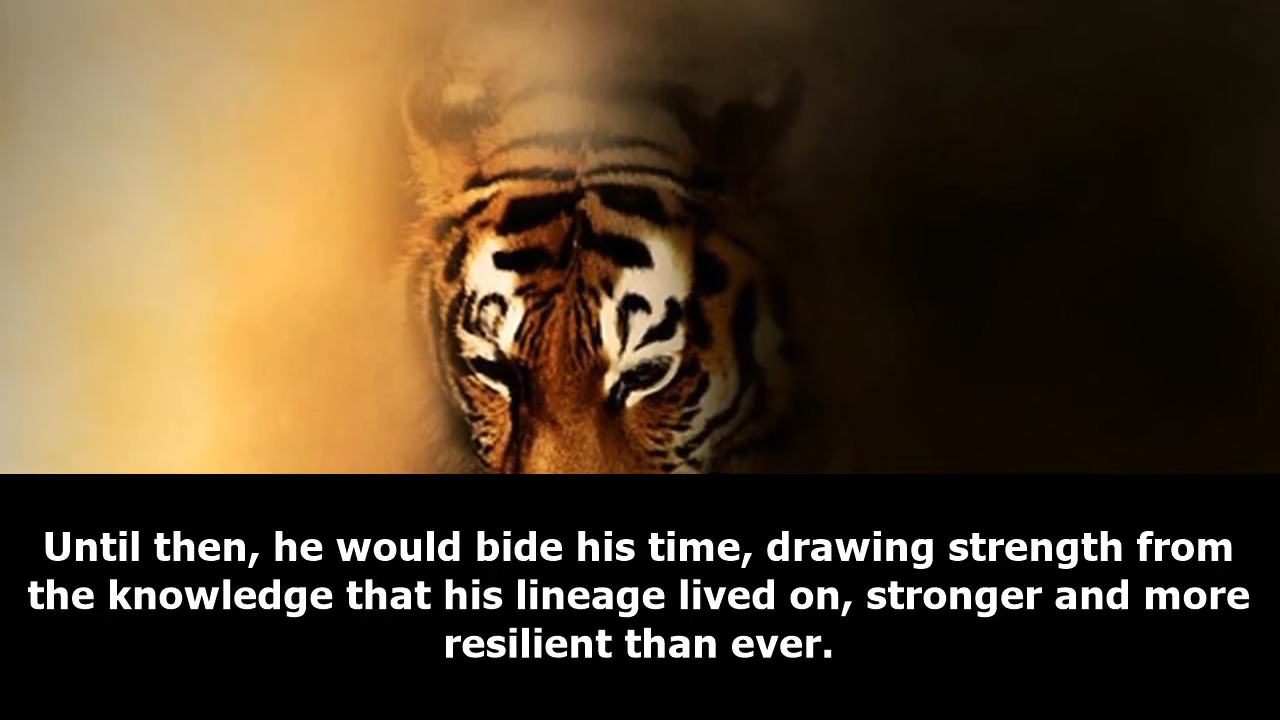 Until then, he would bide his time, drawing strength from
the knowledge that his lineage lived on, stronger and more
resilient than ever.